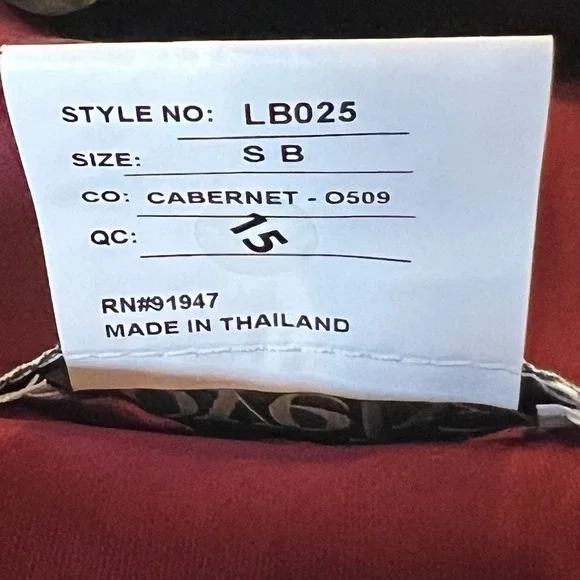 STYLE NO: LB025
SIZE: S B
CO: CABERNET - O509
QC: 15
RN#91947
MADE IN THAILAND